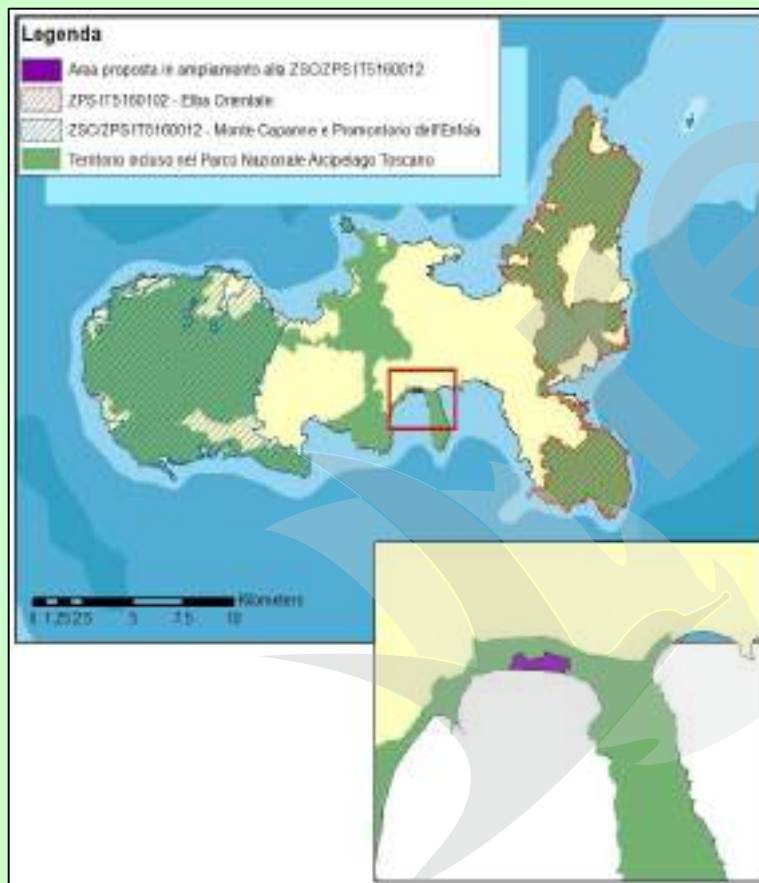 Legenda
Area proposta in ampliamento alla ZSC/ZPS IT5160012
ZPS IT5160102 - Elba Orientale
ZSC/ZPS IT5160012 - Monte Capanne e Promontorio dell'Enfola
Territorio incluso nel Parco Nazionale Arcipelago Toscano
Kilometers
0 1.25 2.5 5 7.5 10